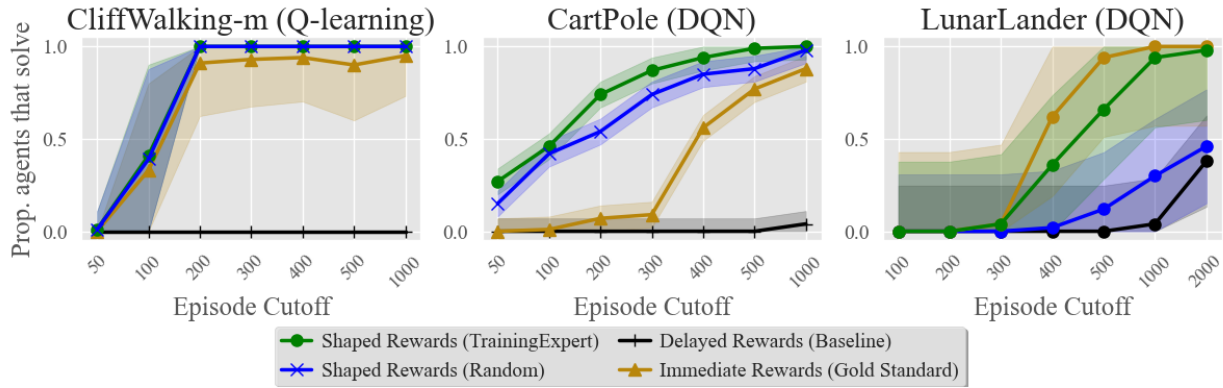 CliffWalking-m (Q-learning)
CartPole (DQN)
LunarLander (DQN)
Prop. agents that solve
1.0
0.5
0.0
50
100
200
300
400
500
1000
Episode Cutoff
1.0
0.5
0.0
50
100
200
300
400
500
1000
Episode Cutoff
1.0
0.5
0.0
100
200
300
400
500
1000
2000
Episode Cutoff
Shaped Rewards (TrainingExpert)
Shaped Rewards (Random)
Delayed Rewards (Baseline)
Immediate Rewards (Gold Standard)